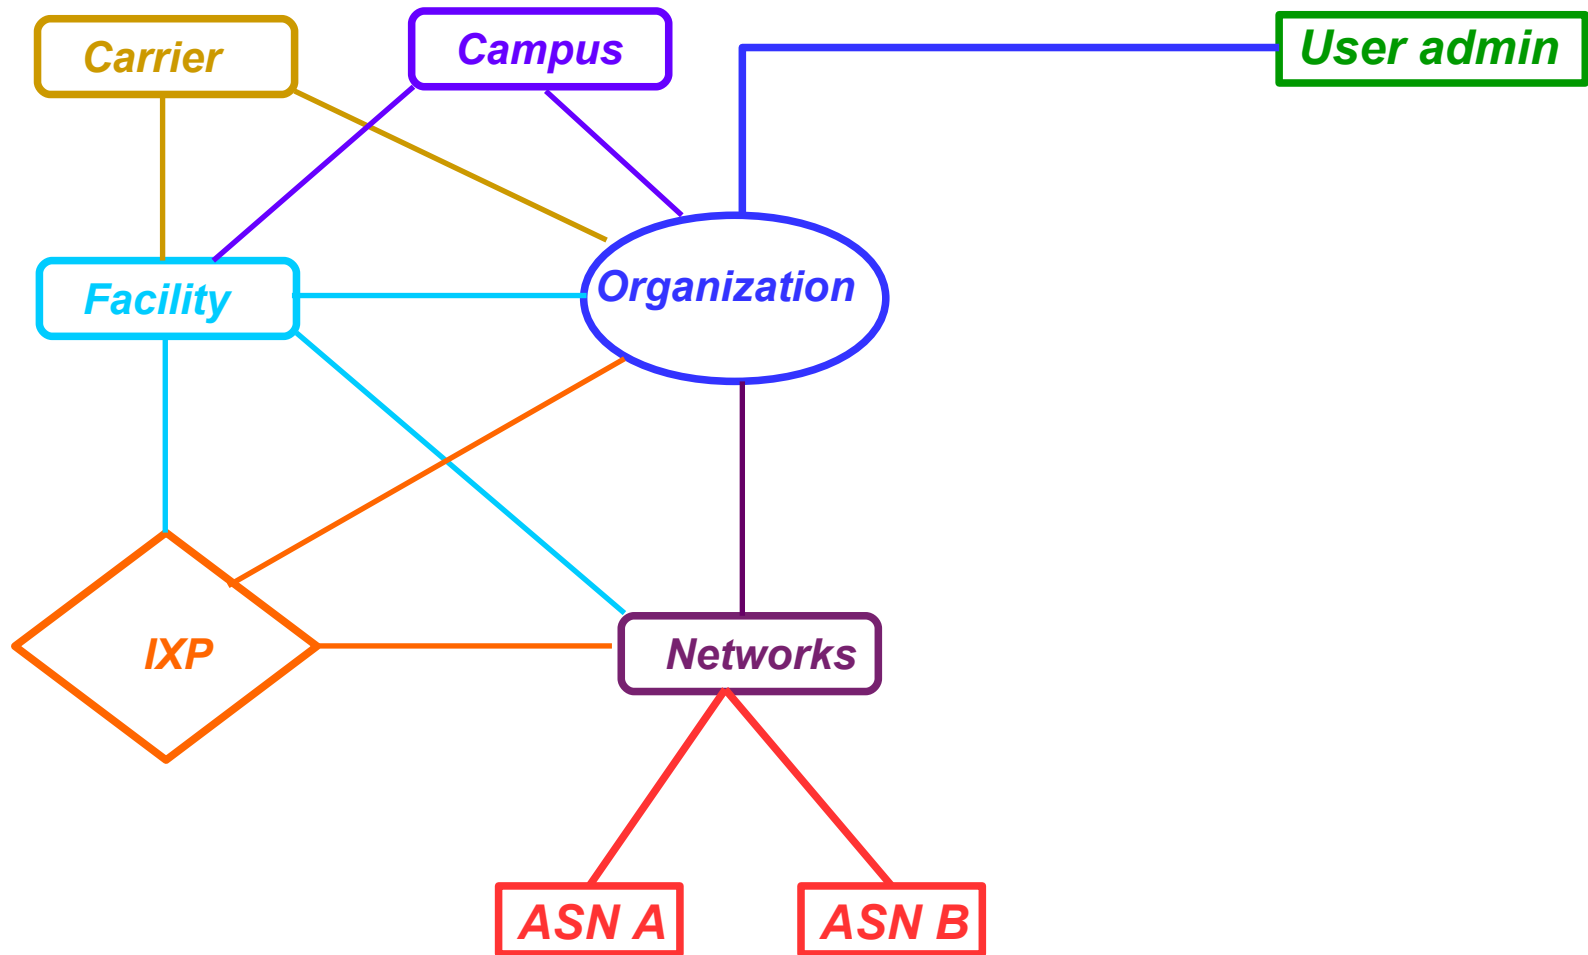 Carrier
Campus
User admin
Facility
Organization
IXP
Networks
ASN A
ASN B